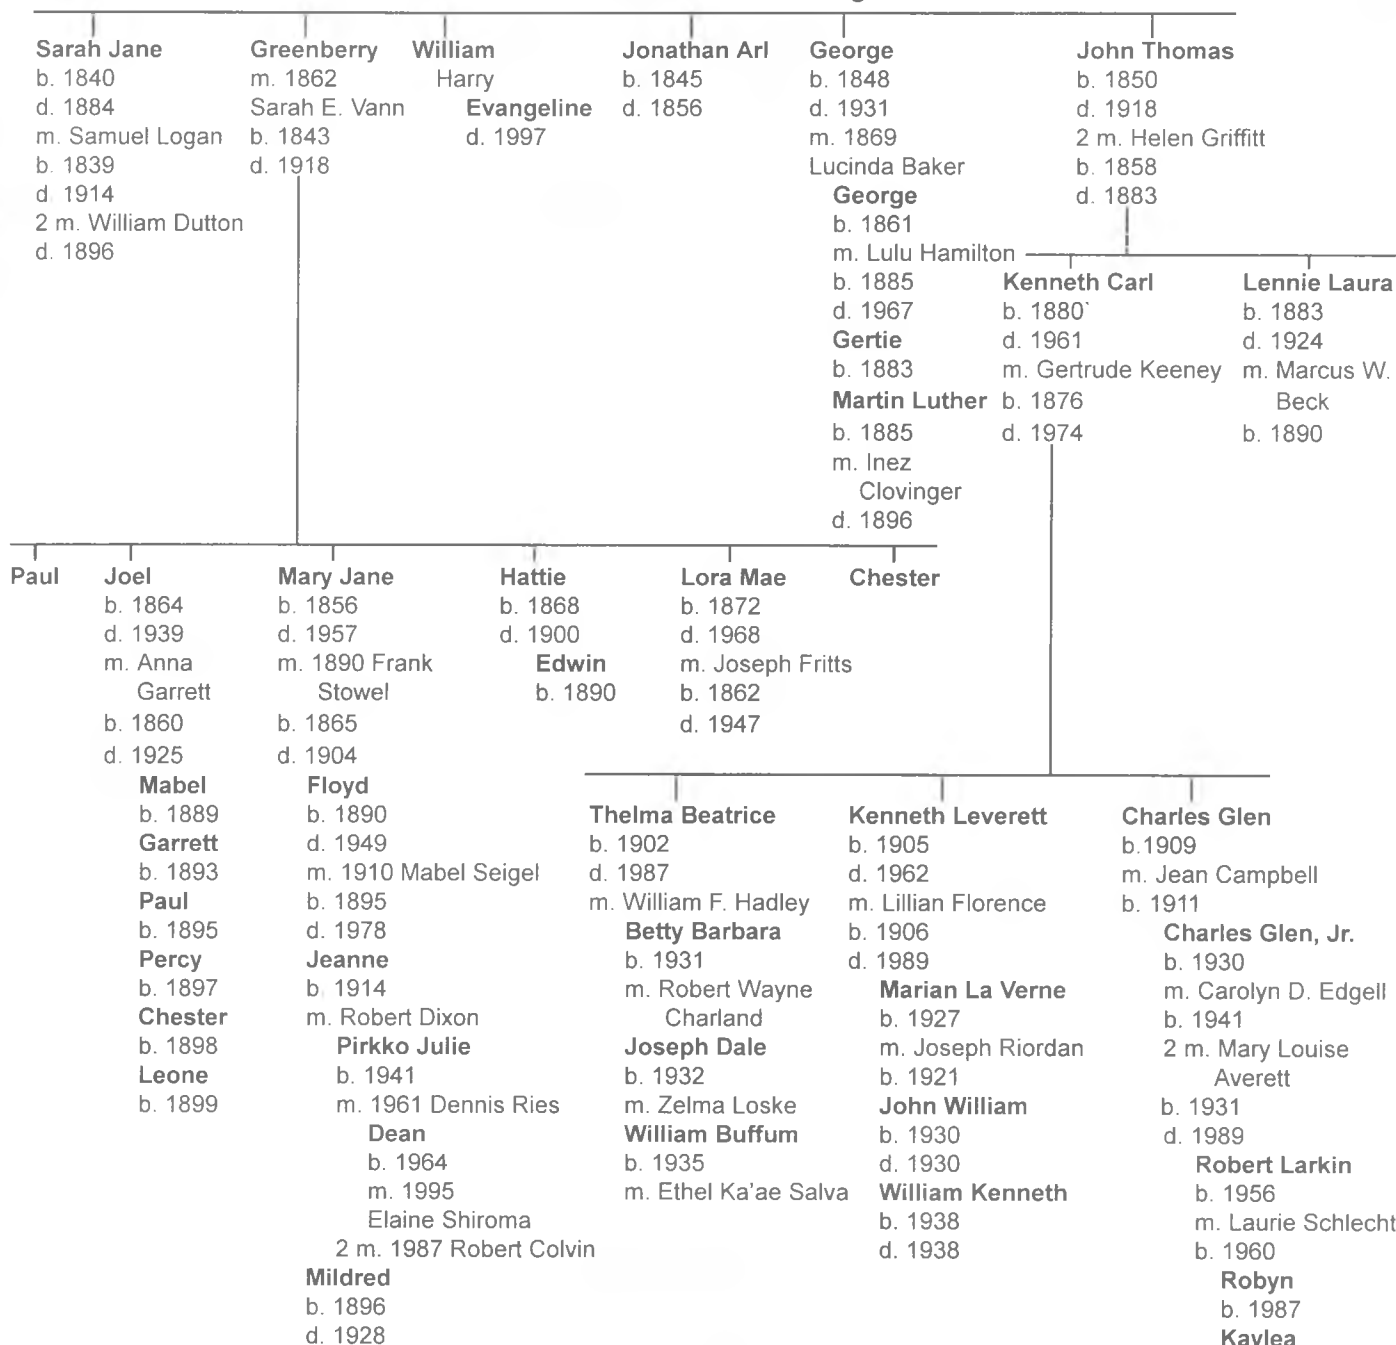 Sarah Jane
b. 1840
d. 1884
m. Samuel Logan
b. 1839
d. 1914
2 m. William Dutton
d. 1896
Greenberry
m. 1862
Sarah E. Vann
b. 1843
d. 1918
William
Harry
Evangeline
d. 1997
Jonathan Arl
b. 1845
d. 1856
George
b. 1848
d. 1931
m. 1869
Lucinda Baker
George
b. 1861
m. Lulu Hamilton
b. 1885
d. 1967
Gertie
b. 1883
Martin Luther
b. 1885
m. Inez
Clovinger
d. 1896
John Thomas
b. 1850
d. 1918
2 m. Helen Griffitt
b. 1858
d. 1883
Kenneth Carl
b. 1880`
d. 1961
m. Gertrude Keeney
b. 1876
d. 1974
Lennie Laura
b. 1883
d. 1924
m. Marcus W.
Beck
b. 1890
Paul
Joel
b. 1864
d. 1939
m. Anna
Garrett
b. 1860
d. 1925
Mabel
b. 1889
Garrett
b. 1893
Paul
b. 1895
Percy
b. 1897
Chester
b. 1898
Leone
b. 1899
Mary Jane
b. 1856
d. 1957
m. 1890 Frank
Stowel
b. 1865
d. 1904
Floyd
b. 1890
d. 1949
m. 1910 Mabel Seigel
b. 1895
d. 1978
Jeanne
b. 1914
m. Robert Dixon
Pirkko Julie
b. 1941
m. 1961 Dennis Ries
Dean
b. 1964
m. 1995
Elaine Shiroma
2 m. 1987 Robert Colvin
Mildred
b. 1896
d. 1928
Hattie
b. 1868
d. 1900
Edwin
b. 1890
Lora Mae
b. 1872
d. 1968
m. Joseph Fritts
b. 1862
d. 1947
Chester
Thelma Beatrice
b. 1902
d. 1987
m. William F. Hadley
Betty Barbara
b. 1931
m. Robert Wayne
Charland
Joseph Dale
b. 1932
m. Zelma Loske
William Buffum
b. 1935
m. Ethel Ka'ae Salva
Kenneth Leverett
b. 1905
d. 1962
m. Lillian Florence
b. 1906
d. 1989
Marian La Verne
b. 1927
m. Joseph Riordan
b. 1921
John William
b. 1930
d. 1930
William Kenneth
b. 1938
d. 1938
Charles Glen
b.1909
m. Jean Campbell
b. 1911
Charles Glen, Jr.
b. 1930
m. Carolyn D. Edgell
b. 1941
2 m. Mary Louise
Averett
b. 1931
d. 1989
Robert Larkin
b. 1956
m. Laurie Schlecht
b. 1960
Robyn
b. 1987
Kaylea